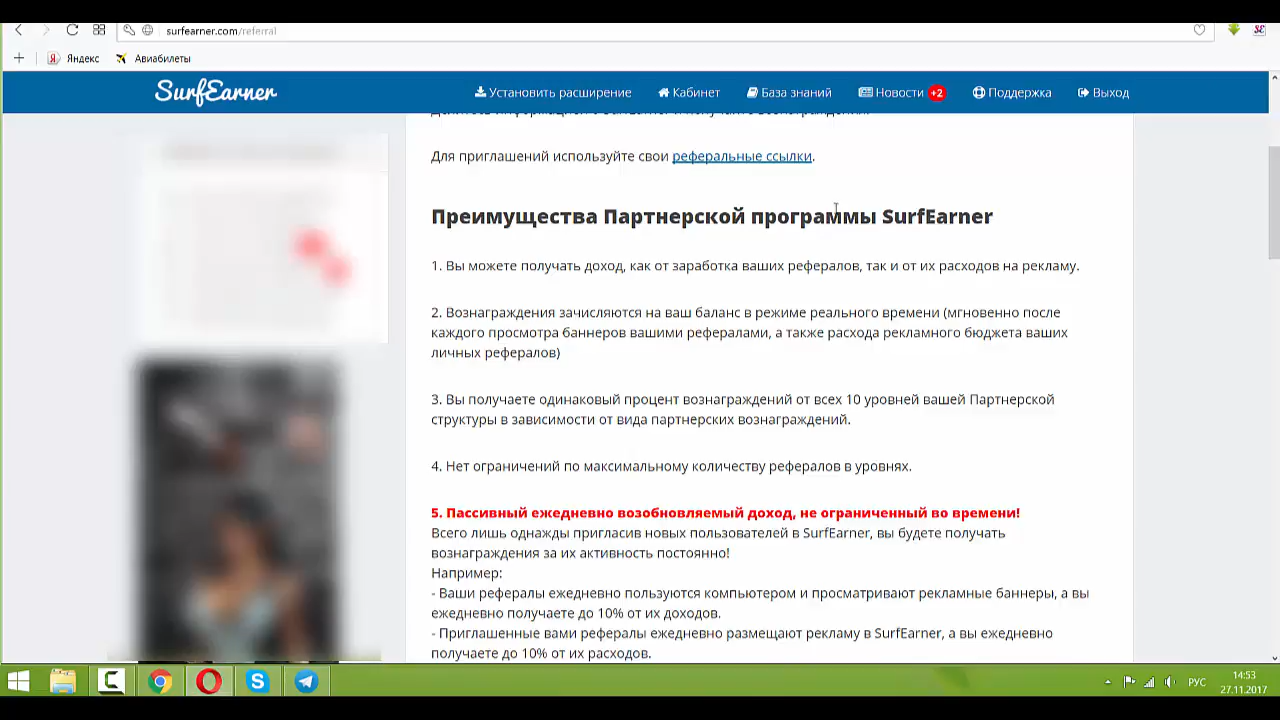 surfearner.com/referral
Яндекс
Авиабилеты
SurfEarner
Установить расширение
Кабинет
База знаний
Новости +2
Поддержка
Выход
Для приглашений используйте свои реферальные ссылки.
Преимущества Партнерской программы SurfEarner
1. Вы можете получать доход, как от заработка ваших рефералов, так и от их расходов на рекламу.
2. Вознаграждения зачисляются на ваш баланс в режиме реального времени (мгновенно после
каждого просмотра баннеров вашими рефералами, а также расхода рекламного бюджета ваших
личных рефералов)
3. Вы получаете одинаковый процент вознаграждений от всех 10 уровней вашей Партнерской
структуры в зависимости от вида партнерских вознаграждений.
4. Нет ограничений по максимальному количеству рефералов в уровнях.
5. Пассивный ежедневно возобновляемый доход, не ограниченный во времени!
Всего лишь однажды пригласив новых пользователей в SurfEarner, вы будете получать
вознаграждения за их активность постоянно!
Например:
- Ваши рефералы ежедневно пользуются компьютером и просматривают рекламные баннеры, а вы
ежедневно получаете до 10% от их доходов.
- Приглашенные вами рефералы ежедневно размещают рекламу в SurfEarner, а вы ежедневно
получаете до 10% от их расходов.
РУС
14:53
27.11.2017